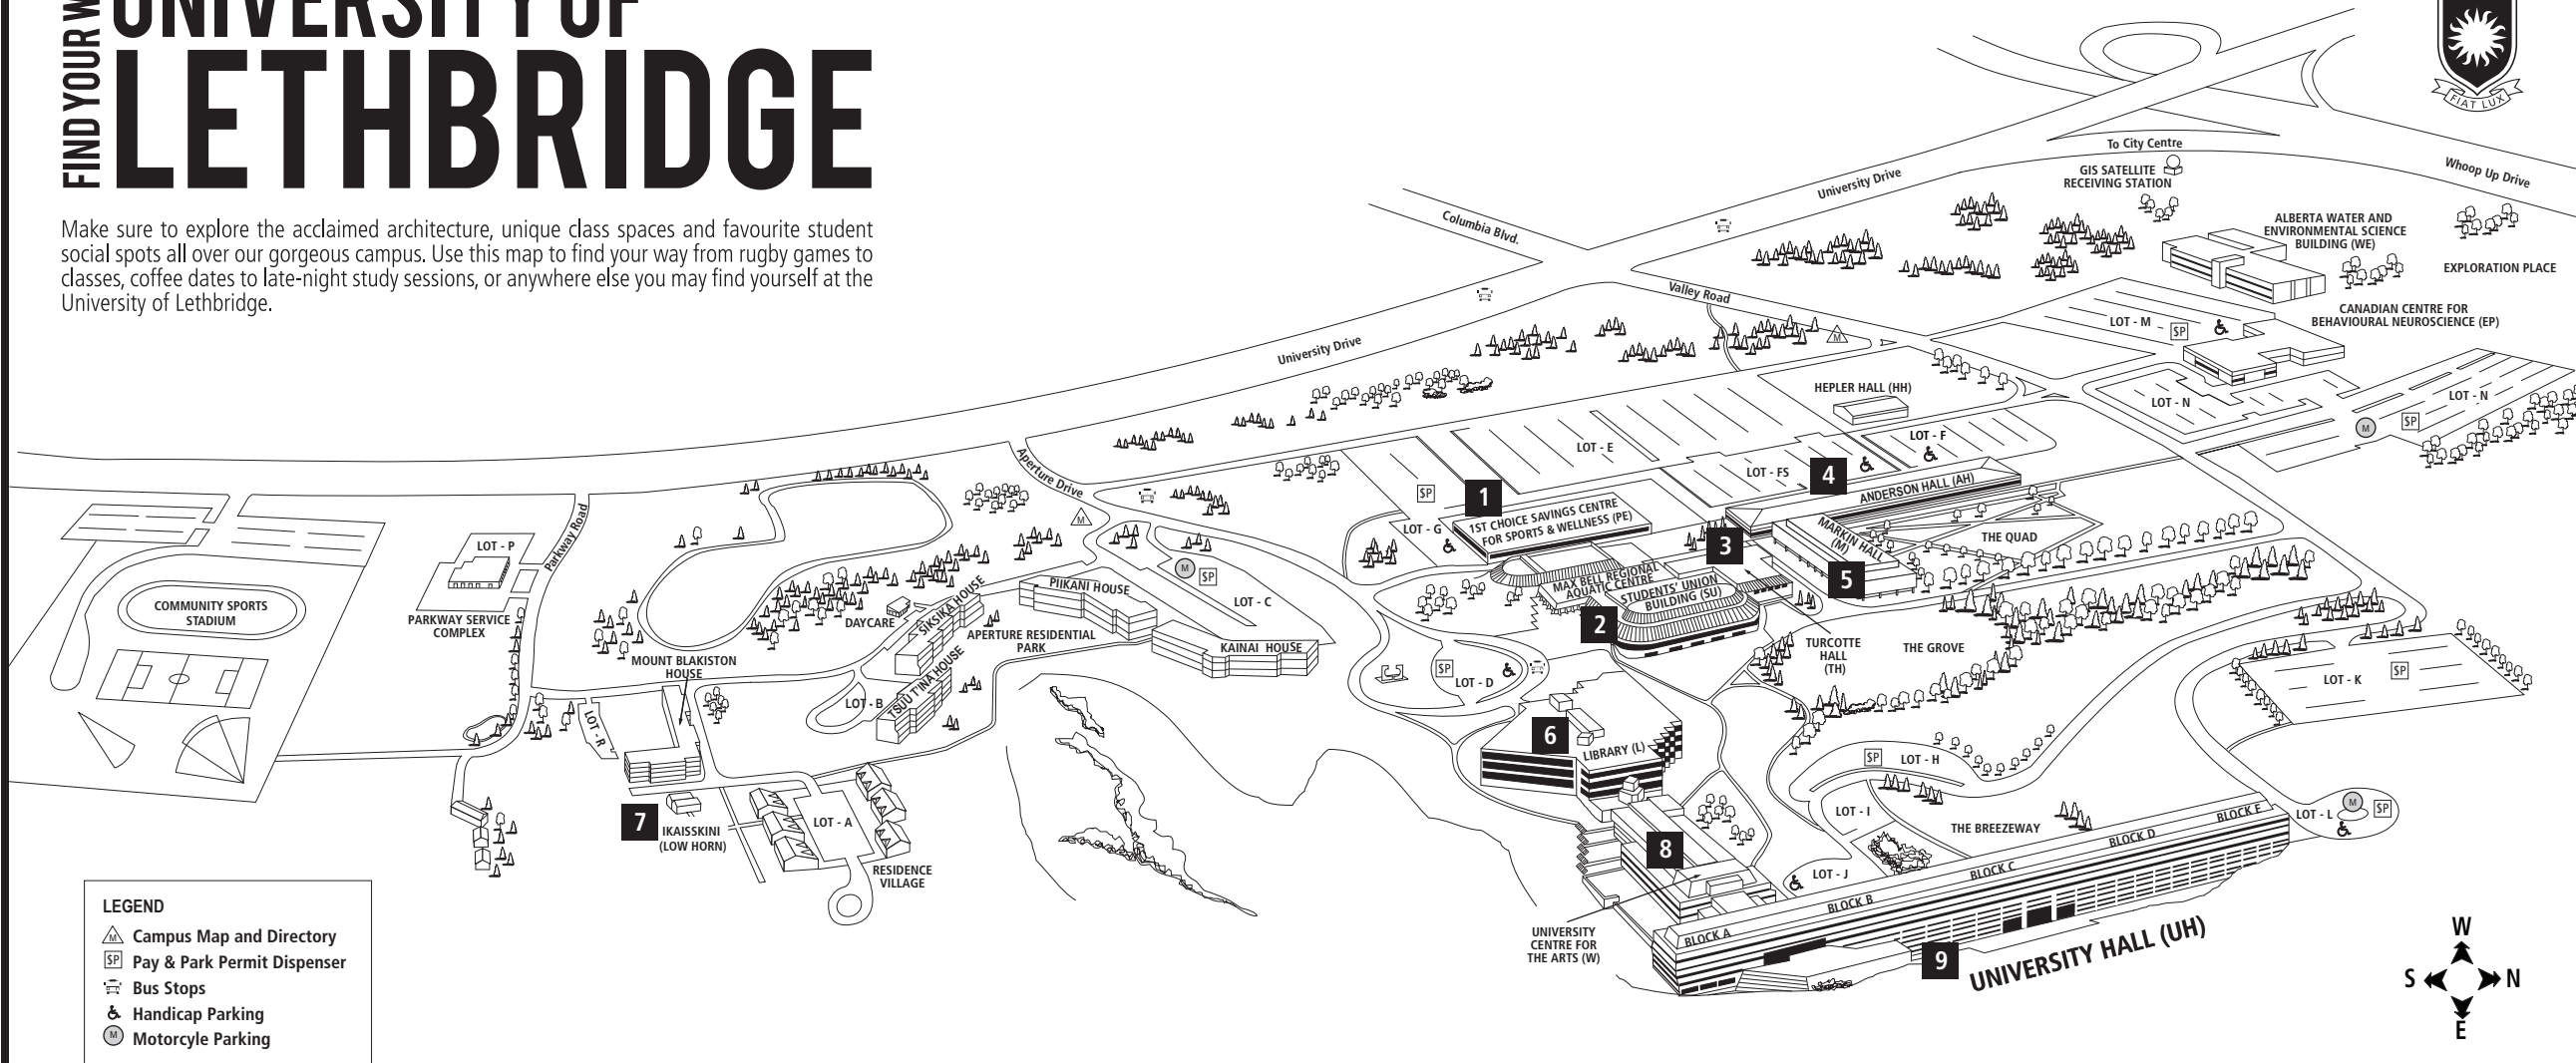 FIND YOUR W
UNIVERSITY OF
LETHBRIDGE
Make sure to explore the acclaimed architecture, unique class spaces and favourite student
social spots all over our gorgeous campus. Use this map to find your way from rugby games to
classes, coffee dates to late-night study sessions, or anywhere else you may find yourself at the
University of Lethbridge.
FIAT LUX
To City Centre
Whoop Up Drive
University Drive
GIS SATELLITE
RECEIVING STATION
Columbia Blvd.
ALBERTA WATER AND
ENVIRONMENTAL SCIENCE
BUILDING (WE)
EXPLORATION PLACE
Valley Road
CANADIAN CENTRE FOR
BEHAVIOURAL NEUROSCIENCE (EP)
LOT - M
$P
M
University Drive
HEPLER HALL (HH)
LOT - N
LOT - N
$P
M
LOT - E
LOT - F
LOT - FS
4
ANDERSON HALL (AH)
Aperture Drive
M
$P
1
LOT - G
1ST CHOICE SAVINGS CENTRE
FOR SPORTS & WELLNESS (PE)
3
MARKIN HALL
(M)
5
THE QUAD
Parkway Road
LOT - P
PARKWAY SERVICE
COMPLEX
COMMUNITY SPORTS
STADIUM
M
$P
LOT - C
PIIKANI HOUSE
MAX BELL REGIONAL
AQUATIC CENTRE
STUDENTS' UNION
BUILDING (SU)
2
DAYCARE
SIKSIKA HOUSE
APERTURE RESIDENTIAL
PARK
KAINAI HOUSE
TURCOTTE
HALL
(TH)
THE GROVE
MOUNT BLAKISTON
HOUSE
TSUU T'INA HOUSE
LOT - B
LOT - R
$P
LOT - D
LOT - K
$P
6
LIBRARY (L)
$P
LOT - H
7
IKAISSKINI
(LOW HORN)
LOT - A
RESIDENCE
VILLAGE
LOT - I
THE BREEZEWAY
LOT - L
M
$P
8
LOT - J
BLOCK A
BLOCK B
BLOCK C
BLOCK D
BLOCK E
UNIVERSITY
CENTRE FOR
THE ARTS (W)
9
UNIVERSITY HALL (UH)
LEGEND
M Campus Map and Directory
$P Pay & Park Permit Dispenser
Bus Stops
Handicap Parking
M Motorcyle Parking
W
S N
E